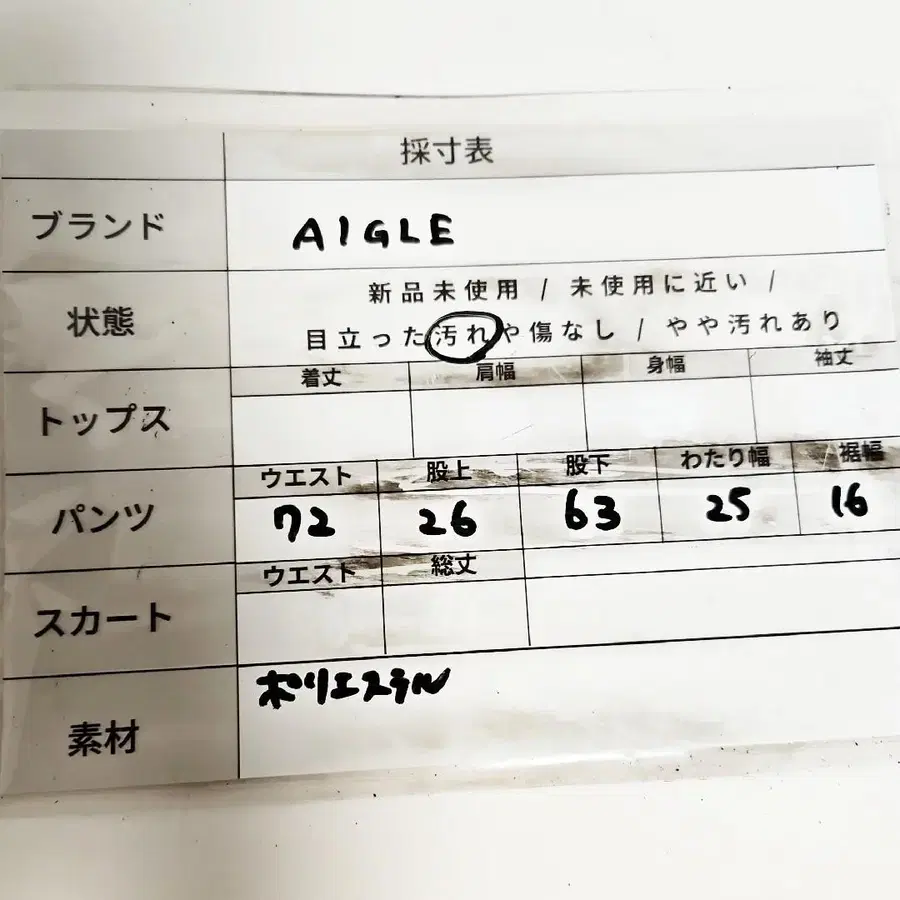 採寸表
ブランド AIGLE
状態 新品未使用 / 未使用に近い /
目立った汚れや傷なし / やや汚れあり
着丈 肩幅 身幅 袖丈
トップス
ウエスト 股上 股下 わたり幅 裾幅
パンツ 72 26 63 25 16
ウエスト 総丈
スカート
ポリエステル
素材